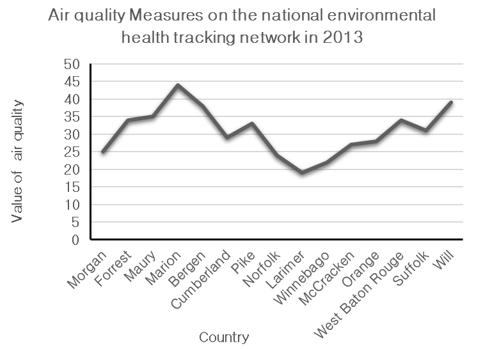 Air quality Measures on the national environmental
health tracking network in 2013
50
45
40
35
30
25
20
15
10
5
0
Value of air quality
Morgan
Forrest
Maury
Marion
Bergen
Cumberland
Pike
Norfolk
Larimer
Winnebago
McCracken
Orange
West Baton Rouge
Suffolk
Will
Country